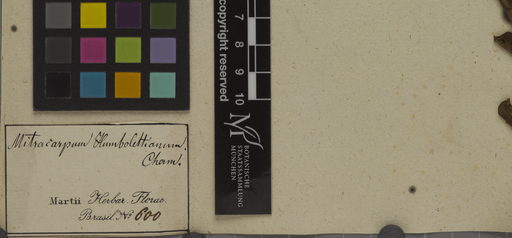 copyright reserved
7
8
9
10
BOTANISCHE
STAATSSAMMLUNG
MÜNCHEN
Mitracarpum Humboldtianum.
Cham.
Martii Herbar. Florae
Brasil. No 600